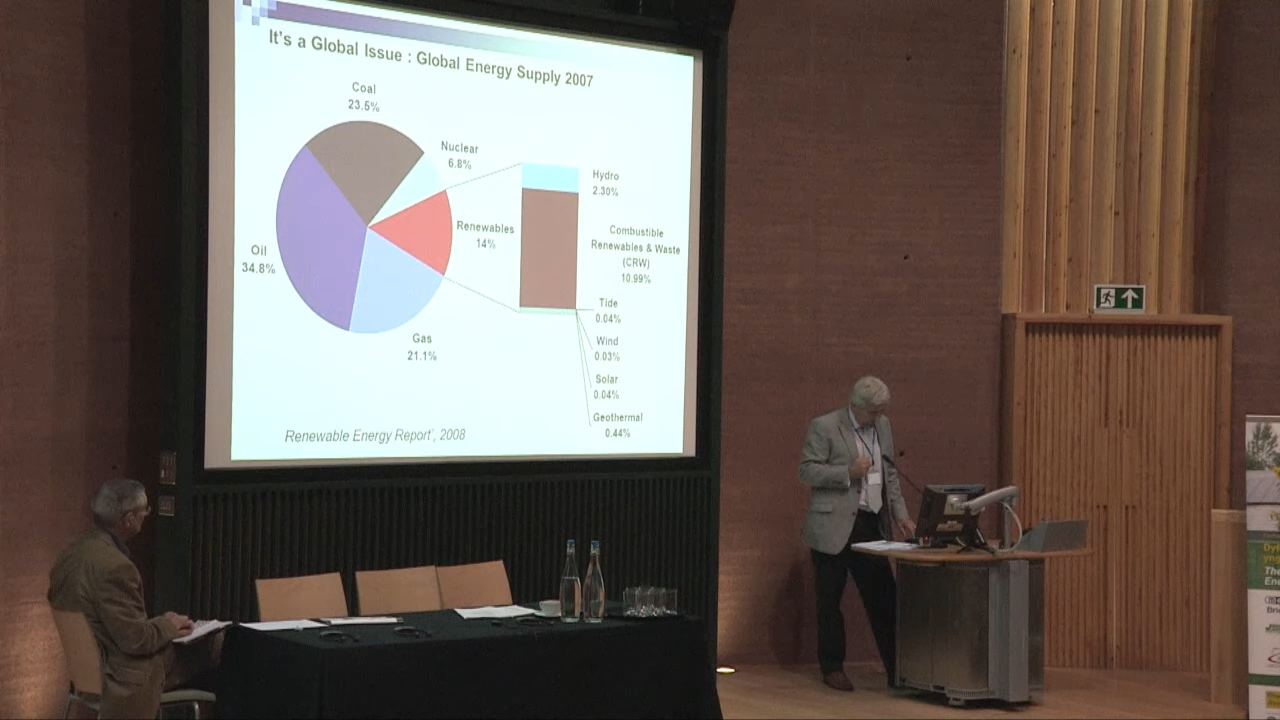 It's a Global Issue : Global Energy Supply 2007
Coal
23.5%
Nuclear
6.8%
Hydro
2.30%
Renewables
14%
Combustible
Renewables & Waste
(CRW)
10.99%
Oil
34.8%
Tide
0.04%
Gas
21.1%
Wind
0.03%
Solar
0.04%
Geothermal
0.44%
Renewable Energy Report', 2008